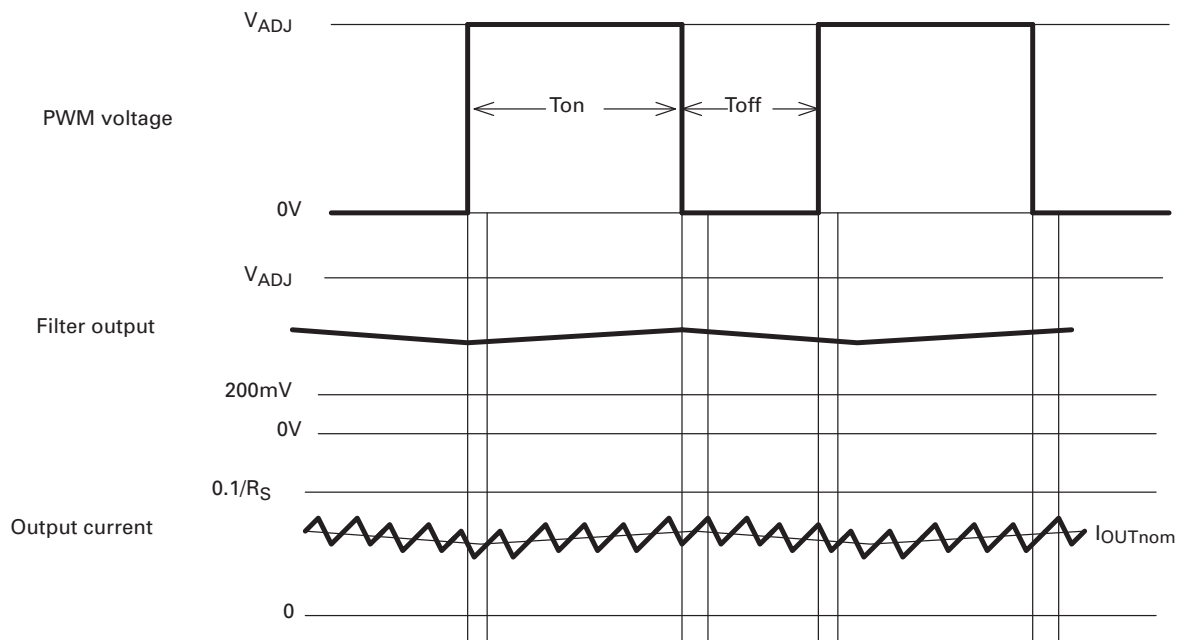 VADJ
Ton
Toff
PWM voltage
0V
VADJ
Filter output
200mV
0V
0.1/RS
Output current
IOUTnom
0